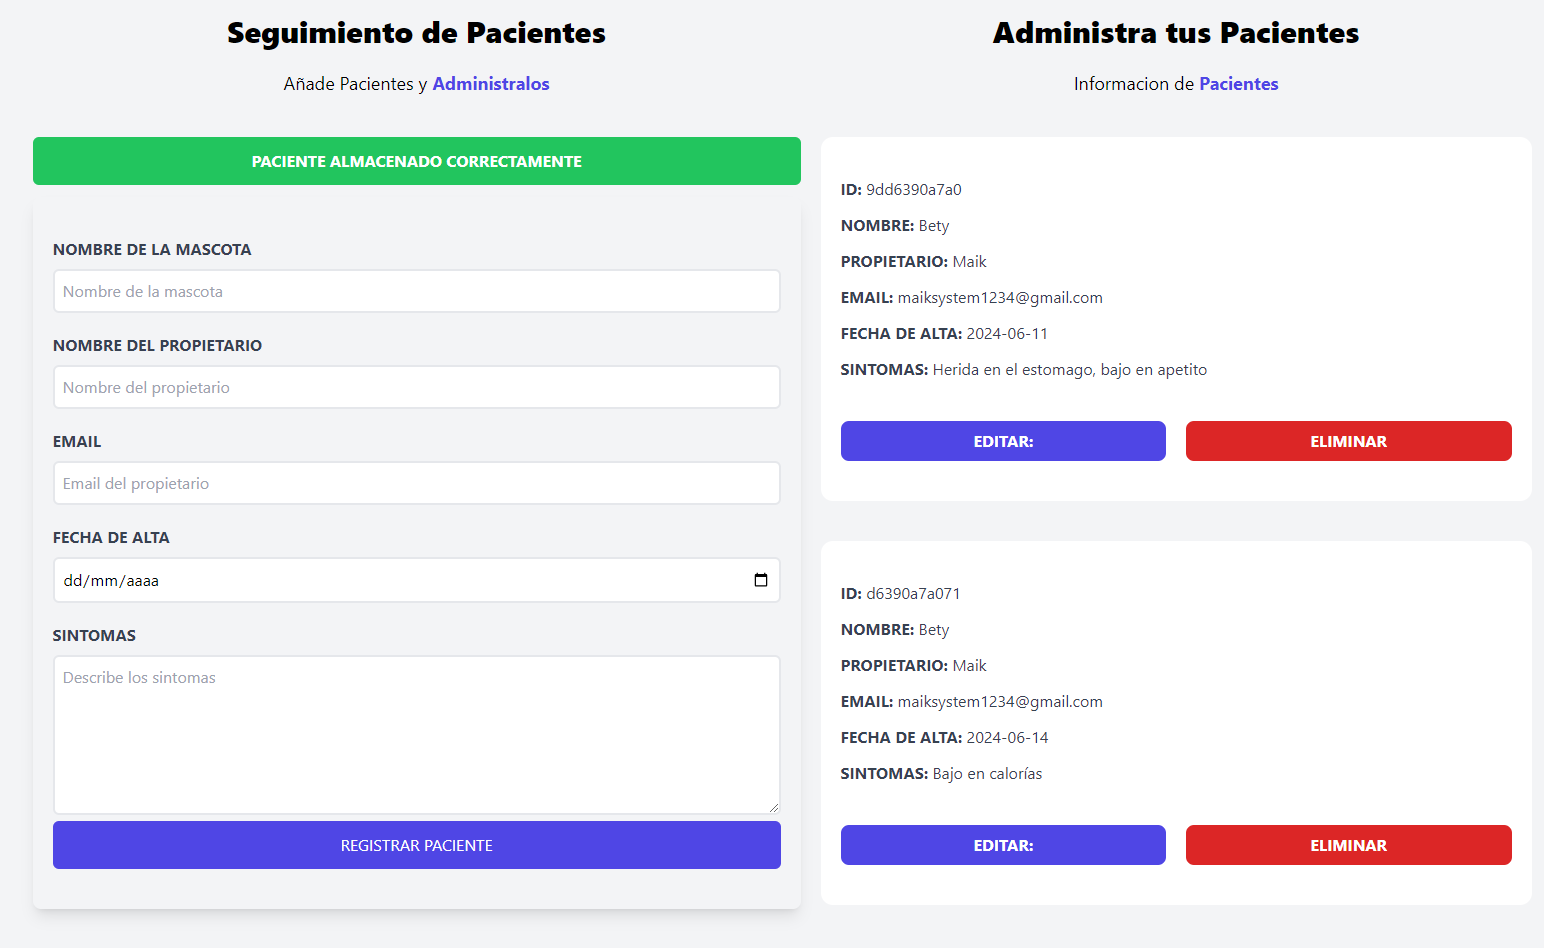 Seguimiento de Pacientes
Añade Pacientes y Administralos
PACIENTE ALMACENADO CORRECTAMENTE
NOMBRE DE LA MASCOTA
Nombre de la mascota
NOMBRE DEL PROPIETARIO
Nombre del propietario
EMAIL
Email del propietario
FECHA DE ALTA
dd/mm/aaaa
SINTOMAS
Describe los sintomas
REGISTRAR PACIENTE
Administra tus Pacientes
Informacion de Pacientes
ID: 9dd6390a7a0
NOMBRE: Bety
PROPIETARIO: Maik
EMAIL: maiksystem1234@gmail.com
FECHA DE ALTA: 2024-06-11
SINTOMAS: Herida en el estomago, bajo en apetito
EDITAR:
ELIMINAR
ID: d6390a7a071
NOMBRE: Bety
PROPIETARIO: Maik
EMAIL: maiksystem1234@gmail.com
FECHA DE ALTA: 2024-06-14
SINTOMAS: Bajo en calorías
EDITAR:
ELIMINAR